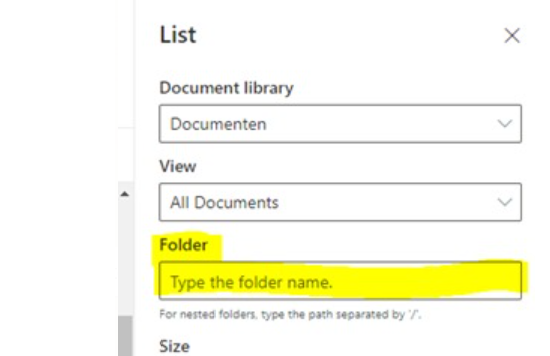 List
Document library
Documenten
View
All Documents
Folder
Type the folder name.
For nested folders, type the path separated by '/'.
Size